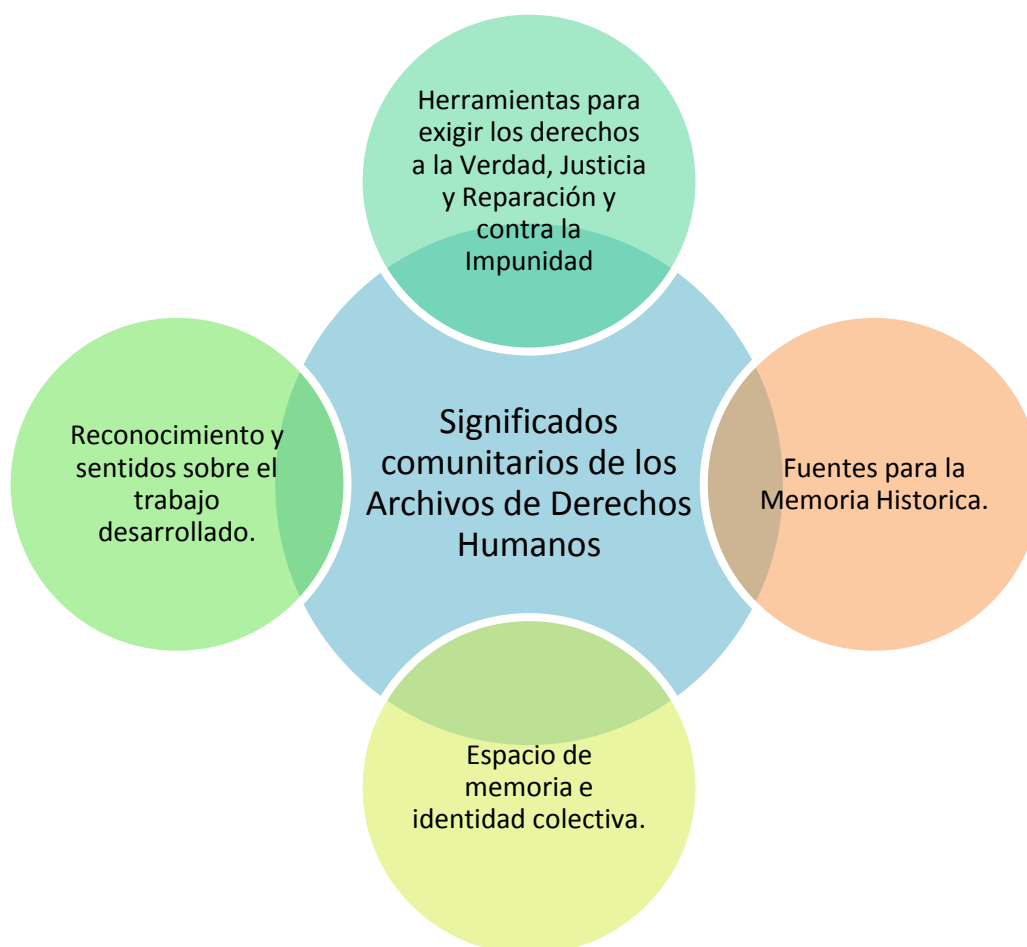 Herramientas para
exigir los derechos
a la Verdad, Justicia
y Reparación y
contra la
Impunidad
Reconocimiento y
sentidos sobre el
trabajo
desarrollado.
Significados
comunitarios de los
Archivos de Derechos
Humanos
Fuentes para la
Memoria Historica.
Espacio de
memoria e
identidad colectiva.